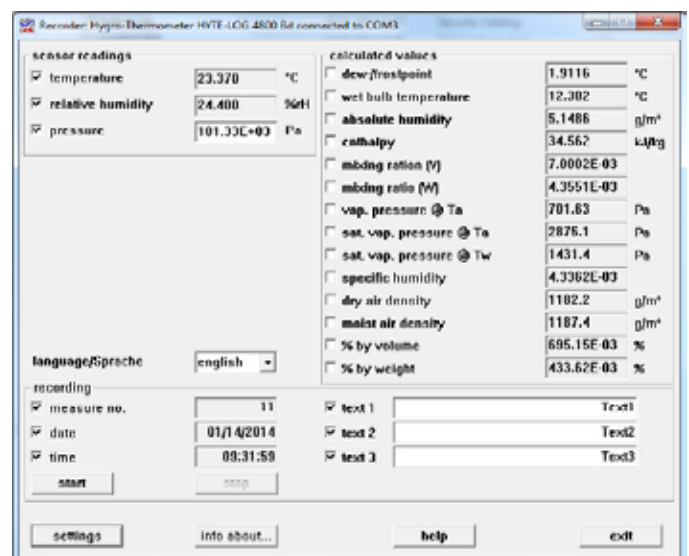 Recorder: Hygro-Thermometer HYTE-LOG 4800 Bd connected to COM3
sensor readings
temperature 23.370 °C
relative humidity 24.400 %rH
pressure 101.33E+03 Pa
calculated values
dew-/frostpoint 1.9116 °C
wet bulb temperature 12.302 °C
absolute humidity 5.1486 g/m³
enthalpy 34.562 kJ/kg
mixing ration (V) 7.0002E-03
mixing ratio (W) 4.3551E-03
vap. pressure @ Ta 701.63 Pa
sat. vap. pressure @ Ta 2875.1 Pa
sat. vap. pressure @ Tw 1431.4 Pa
specific humidity 4.3362E-03
dry air density 1182.2 g/m³
moist air density 1187.4 g/m³
% by volume 695.15E-03 %
% by weight 433.62E-03 %
language/Sprache english
recording
measure no. 11
date 01/14/2014
time 09:31:59
text 1 Text1
text 2 Text2
text 3 Text3
start stop
settings info about... help exit